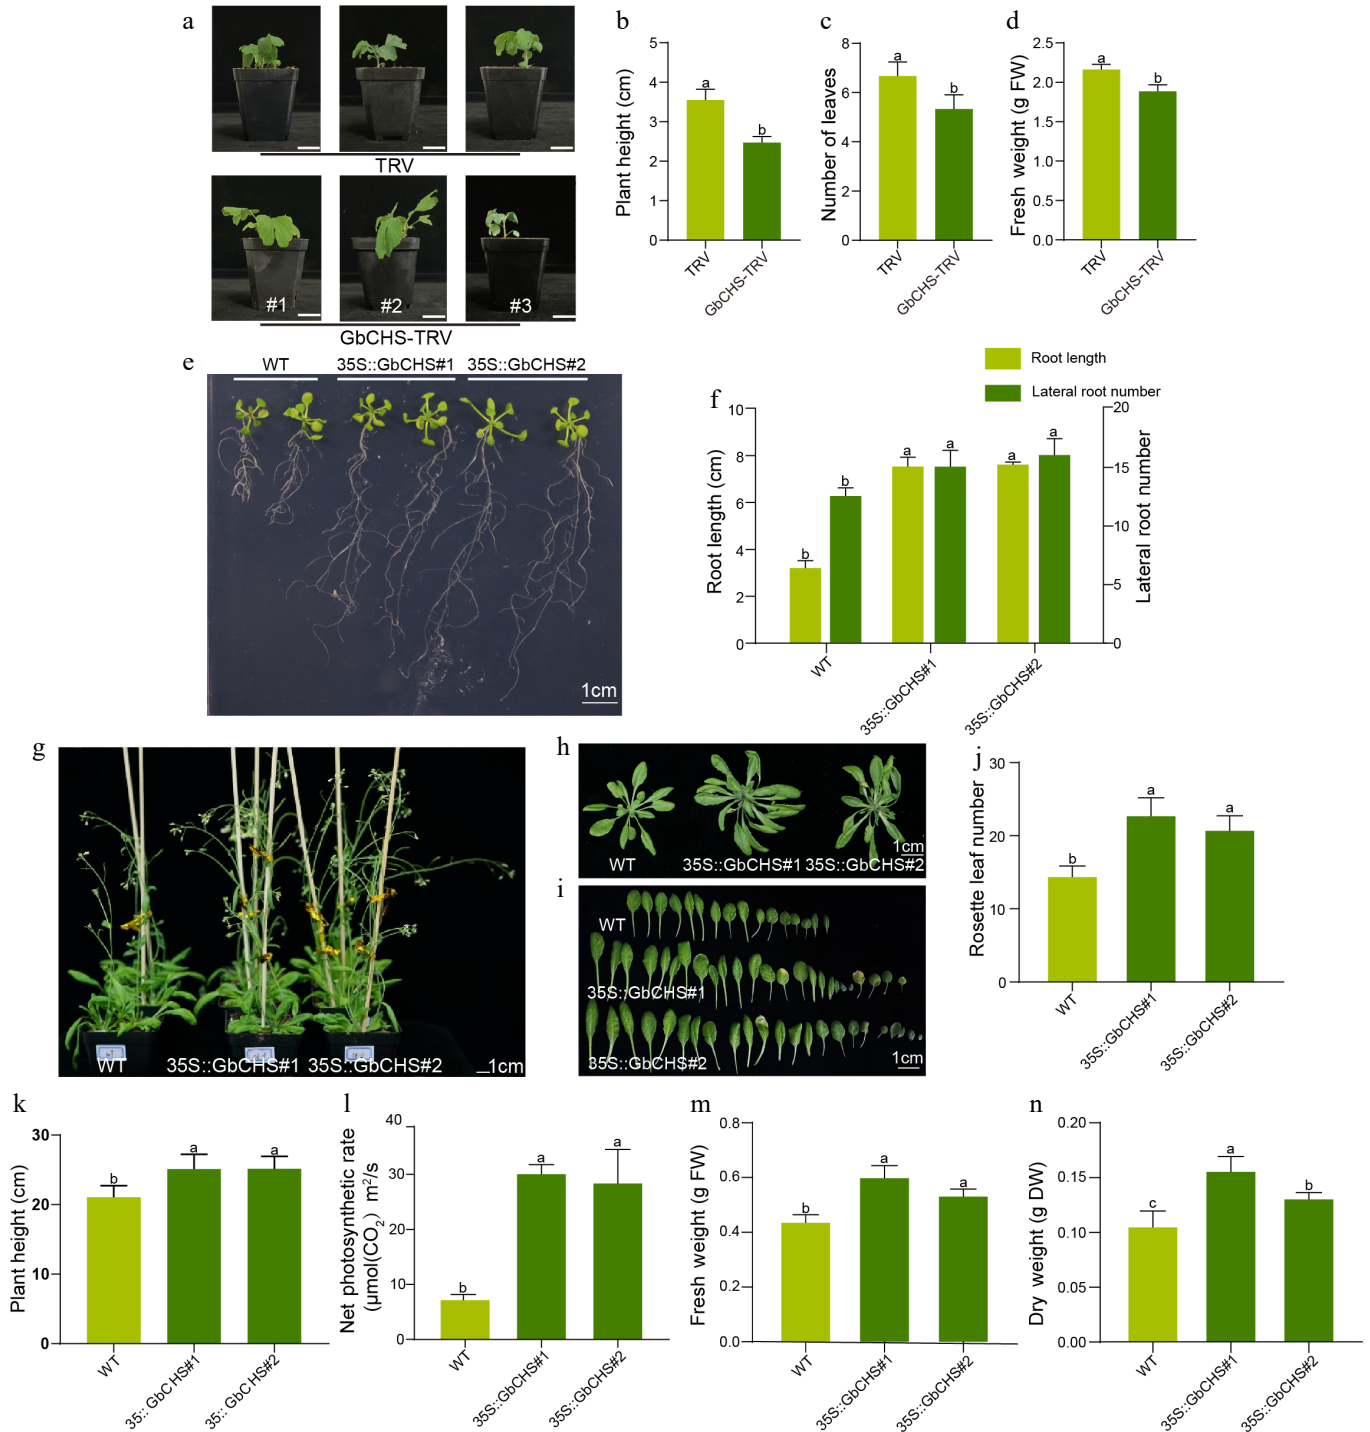 a
TRV
#1
#2
#3
GbCHS-TRV
b
Plant height (cm)
5
4
3
2
1
0
a
b
TRV
GbCHS-TRV
c
Number of leaves
8
6
4
2
0
a
b
TRV
GbCHS-TRV
d
Fresh weight (g FW)
2.5
2.0
1.5
1.0
0.5
0.0
a
b
TRV
GbCHS-TRV
e
WT
35S::GbCHS#1
35S::GbCHS#2
1cm
f
Root length
Lateral root number
Root length (cm)
10
8
6
4
2
0
Lateral root number
20
15
10
5
0
b
b
a
a
a
a
WT
35S::GbCHS#1
35S::GbCHS#2
g
WT
35S::GbCHS#1
35S::GbCHS#2
1cm
h
WT
35S::GbCHS#1
35S::GbCHS#2
1cm
i
WT
35S::GbCHS#1
35S::GbCHS#2
1cm
j
Rosette leaf number
30
20
10
0
b
a
a
WT
35S::GbCHS#1
35S::GbCHS#2
k
Plant height (cm)
30
20
10
0
b
a
a
WT
35:: GbC HS#1
35:: GbC HS#2
l
Net photosynthetic rate
(μmol(CO2) m2/s
40
30
20
10
0
b
a
a
WT
35S::GbCHS#1
35S::GbCHS#2
m
Fresh weight (g FW)
0.8
0.6
0.4
0.2
0.0
b
a
a
WT
35S::GbCHS#1
35S::GbCHS#2
n
Dry weight (g DW)
0.20
0.15
0.10
0.05
0.00
c
a
b
WT
35S::GbCHS#1
35S::GbCHS#2